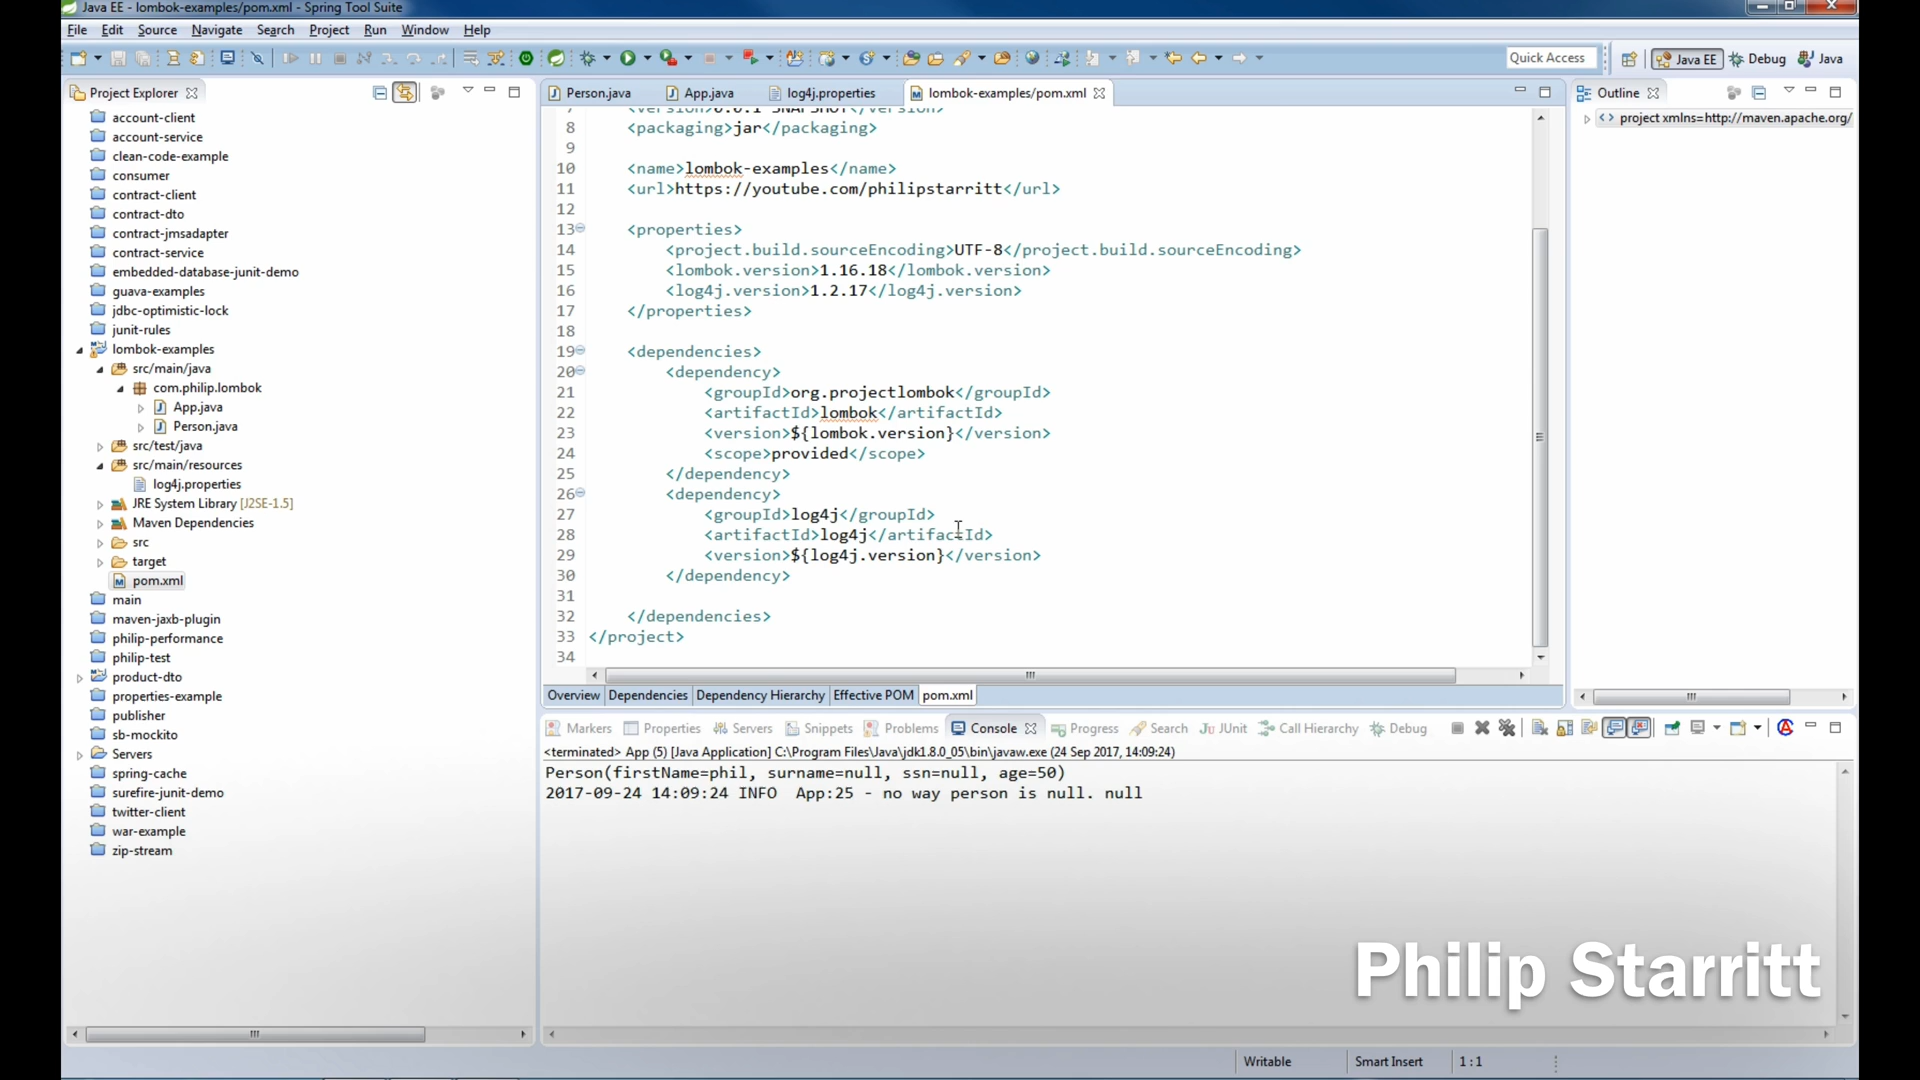 Java EE - lombok-examples/pom.xml - Spring Tool Suite
File Edit Source Navigate Search Project Run Window Help
Quick Access Java EE Debug Java
Project Explorer
account-client
account-service
clean-code-example
consumer
contract-client
contract-dto
contract-jmsadapter
contract-service
embedded-database-junit-demo
guava-examples
jdbc-optimistic-lock
junit-rules
lombok-examples
src/main/java
com.philip.lombok
App.java
Person.java
src/test/java
src/main/resources
log4j.properties
JRE System Library [J2SE-1.5]
Maven Dependencies
src
target
pom.xml
main
maven-jaxb-plugin
philip-performance
philip-test
product-dto
properties-example
publisher
sb-mockito
Servers
spring-cache
surefire-junit-demo
twitter-client
war-example
zip-stream
Person.java App.java log4j.properties lombok-examples/pom.xml
7 <version>0.0.1-SNAPSHOT</version>
8 <packaging>jar</packaging>
9
10 <name>lombok-examples</name>
11 <url>https://youtube.com/philipstarritt</url>
12
13 <properties>
14 <project.build.sourceEncoding>UTF-8</project.build.sourceEncoding>
15 <lombok.version>1.16.18</lombok.version>
16 <log4j.version>1.2.17</log4j.version>
17 </properties>
18
19 <dependencies>
20 <dependency>
21 <groupId>org.projectlombok</groupId>
22 <artifactId>lombok</artifactId>
23 <version>${lombok.version}</version>
24 <scope>provided</scope>
25 </dependency>
26 <dependency>
27 <groupId>log4j</groupId>
28 <artifactId>log4j</artifactId>
29 <version>${log4j.version}</version>
30 </dependency>
31
32 </dependencies>
33 </project>
34
Overview Dependencies Dependency Hierarchy Effective POM pom.xml
Outline
project xmlns=http://maven.apache.org/
Markers Properties Servers Snippets Problems Console Progress Search JUnit Call Hierarchy Debug
<terminated> App (5) [Java Application] C:\Program Files\Java\jdk1.8.0_05\bin\javaw.exe (24 Sep 2017, 14:09:24)
Person(firstName=phil, surname=null, ssn=null, age=50)
2017-09-24 14:09:24 INFO App:25 - no way person is null. null
Philip Starritt
Writable Smart Insert 1:1